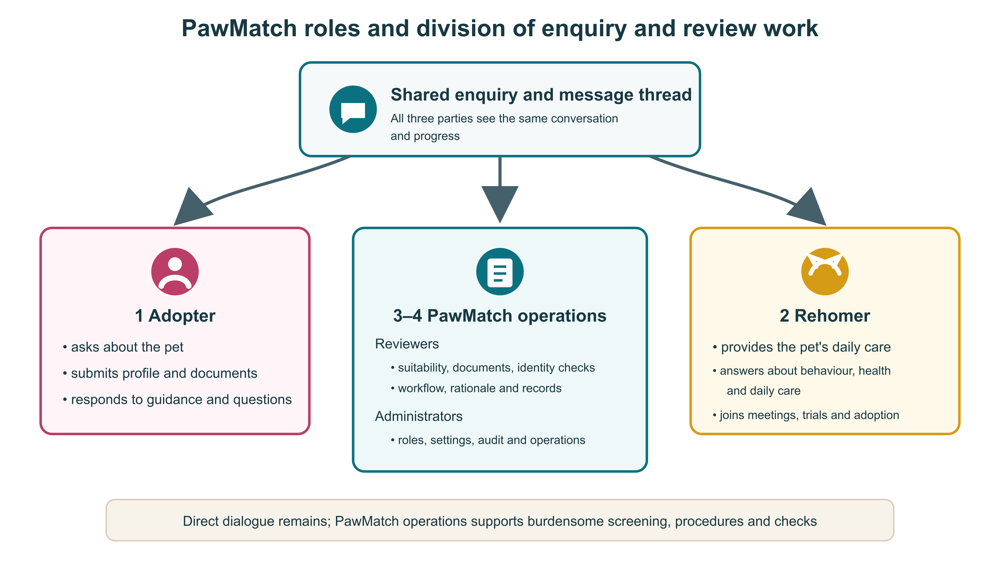 PawMatch roles and division of enquiry and review work
Shared enquiry and message thread
All three parties see the same conversation
and progress
1 Adopter
• asks about the pet
• submits profile and documents
• responds to guidance and questions
3–4 PawMatch operations
Reviewers
• suitability, documents, identity checks
• workflow, rationale and records
Administrators
• roles, settings, audit and operations
2 Rehomer
• provides the pet's daily care
• answers about behaviour, health
and daily care
• joins meetings, trials and adoption
Direct dialogue remains; PawMatch operations supports burdensome screening, procedures and checks